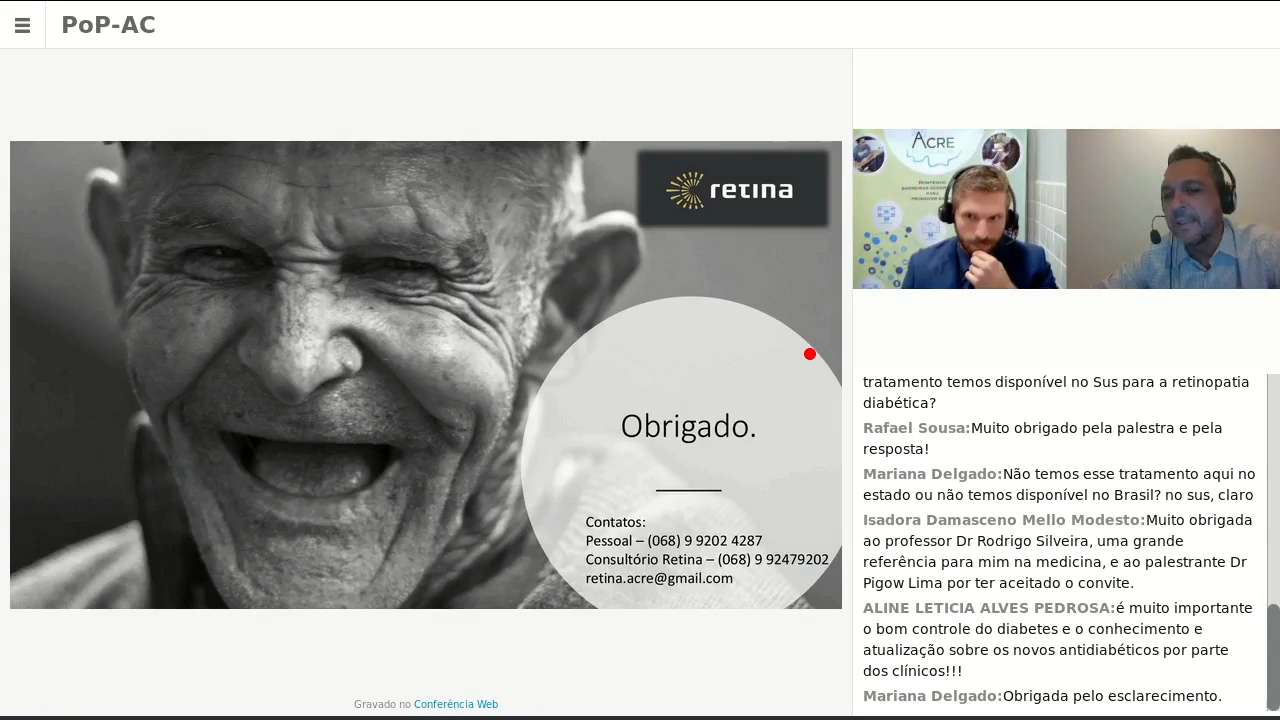 PoP-AC
retina
Obrigado.
Contatos:
Pessoal – (068) 9 9202 4287
Consultório Retina – (068) 9 92479202
retina.acre@gmail.com
Gravado no Conferência Web
ACRE
ROMPENDO
PARA
tratamento temos disponível no Sus para a retinopatia
diabética?
Rafael Sousa:Muito obrigado pela palestra e pela
resposta!
Mariana Delgado:Não temos esse tratamento aqui no
estado ou não temos disponível no Brasil? no sus, claro
Isadora Damasceno Mello Modesto:Muito obrigada
ao professor Dr Rodrigo Silveira, uma grande
referência para mim na medicina, e ao palestrante Dr
Pigow Lima por ter aceitado o convite.
ALINE LETICIA ALVES PEDROSA:é muito importante
o bom controle do diabetes e o conhecimento e
atualização sobre os novos antidiabéticos por parte
dos clínicos!!!
Mariana Delgado:Obrigada pelo esclarecimento.